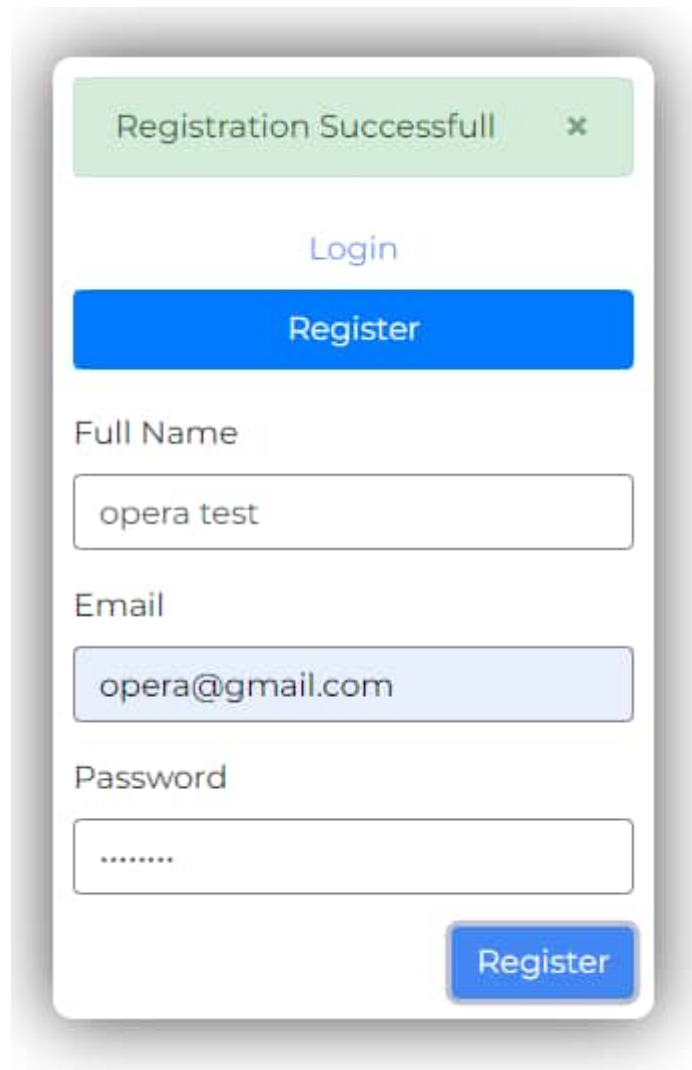 Registration Successfull ×
Login
Register
Full Name
opera test
Email
opera@gmail.com
Password
........
Register